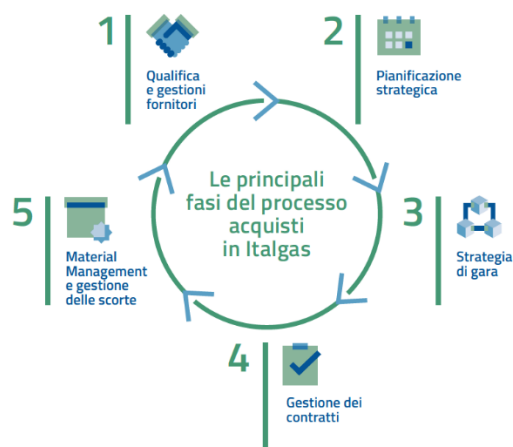 1
Qualifica
e gestioni
fornitori
2
Pianificazione
strategica
Le principali
fasi del processo
acquisti
in Italgas
3
Strategia
di gara
4
Gestione dei
contratti
5
Material
Management
e gestione
delle scorte